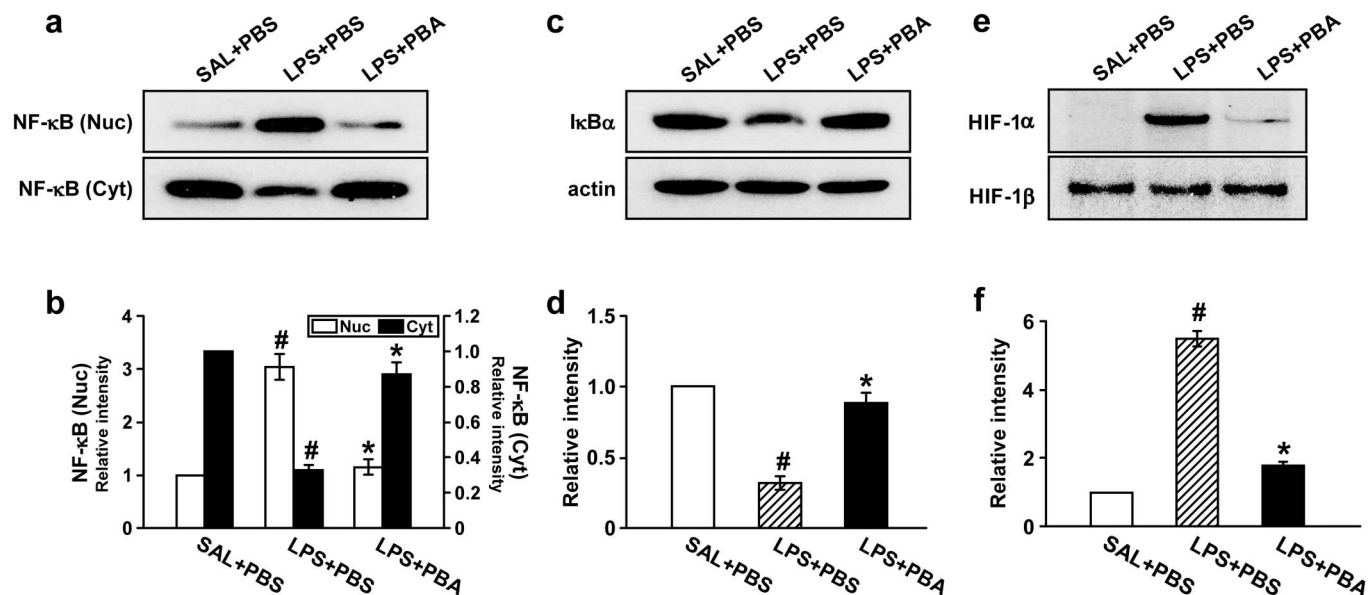 a
SAL+PBS
LPS+PBS
LPS+PBA
NF-κB (Nuc)
NF-κB (Cyt)
c
SAL+PBS
LPS+PBS
LPS+PBA
IκBα
actin
e
SAL+PBS
LPS+PBS
LPS+PBA
HIF-1α
HIF-1β
b
NF-κB (Nuc)
Relative intensity
4
3
2
1
0
Nuc
Cyt
#
#
*
*
1.2
1.0
0.8
0.6
0.4
0.2
0
NF-κB (Cyt)
Relative intensity
SAL+PBS
LPS+PBS
LPS+PBA
d
Relative intensity
1.5
1.0
0.5
0
#
*
SAL+PBS
LPS+PBS
LPS+PBA
f
Relative intensity
6
4
2
0
#
*
SAL+PBS
LPS+PBS
LPS+PBA